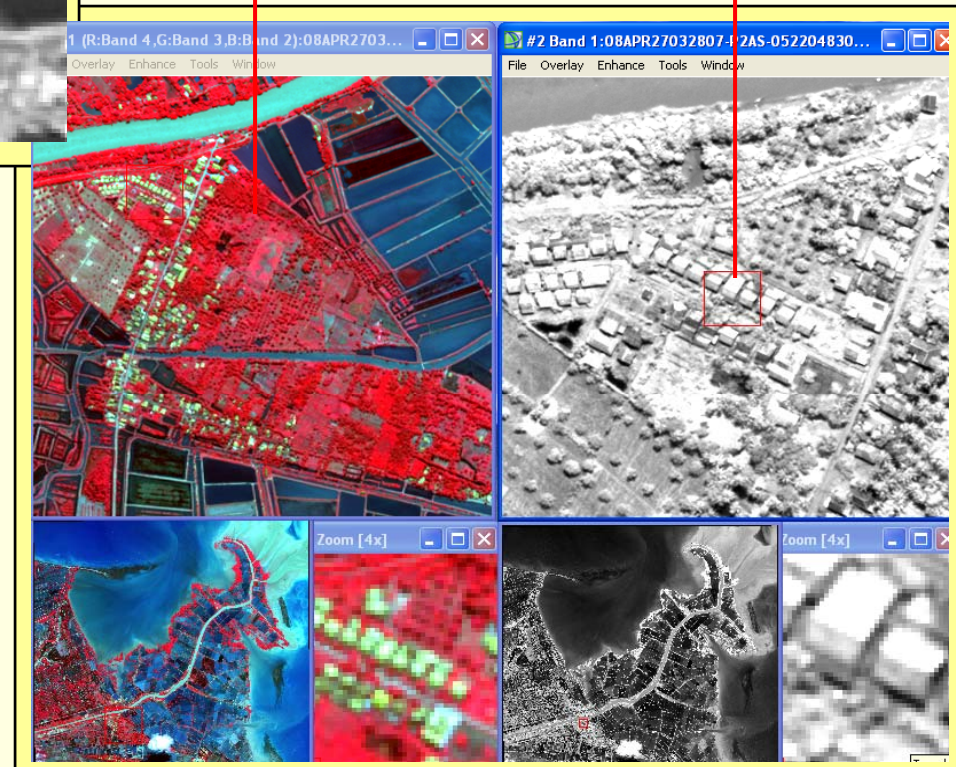 1 (R:Band 4,G:Band 3,B:Band 2):08APR2703...
Overlay Enhance Tools Window
#2 Band 1:08APR27032807-P2AS-052204830...
File Overlay Enhance Tools Window
Zoom [4x]
Zoom [4x]